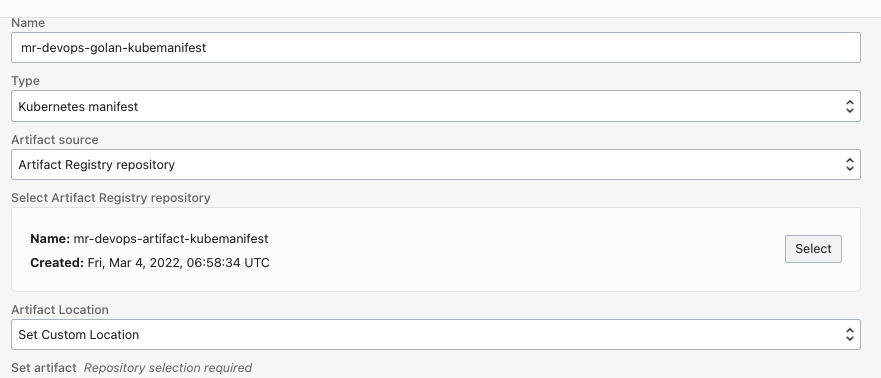 Name
mr-devops-golan-kubemanifest
Type
Kubernetes manifest
Artifact source
Artifact Registry repository
Select Artifact Registry repository
Name: mr-devops-artifact-kubemanifest
Select
Created: Fri, Mar 4, 2022, 06:58:34 UTC
Artifact Location
Set Custom Location
Set artifact Repository selection required